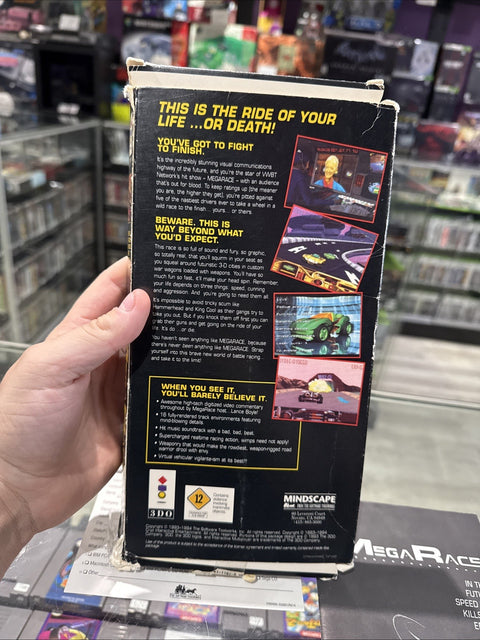 THIS IS THE RIDE OF YOUR
LIFE ...OR DEATH!
YOU'VE GOT TO FIGHT
TO FINISH.
It's the incredibly stunning visual communications
highway of the future, and you're the star of VWBT
Network's hit show - MEGARACE - with an audience
that's out for blood. To keep ratings up (the meaner
you are, the higher they get), you're pitted against
five of the nastiest drivers ever to take a wheel in a
wild race to the finish ... yours... or theirs.
BEWARE. THIS IS
WAY BEYOND WHAT
YOU'D EXPECT.
This race is so full of sound and fury, so graphic,
so totally real, that you'll squirm in your seat as
you squeal around futuristic 3-D cities in custom
war wagons loaded with weapons. You'll have so
much fun so fast, it'll make your head spin. Remember
your life depends on three things: speed, cunning
and aggression. And you're going to need them all
It's impossible to avoid tricky scum like
Hammerhead and King Cool as their gangs try to
take you out. But if you knock them off first you can
grab their guns and get going on the ride of your
life. It's do ... or die.
You haven't seen anything like MEGARACE, because
there's never been anything like MEGARACE. Strap
yourself into this brave new world of battle racing...
and take it to the limit!
WHEN YOU SEE IT,
YOU'LL BARELY BELIEVE IT.
• Awesome high-tech digitized video commentary
throughout by MegaRace host... Lance Boyle!
• 18 fully-rendered track environments featuring
mind-blowing details.
• Hot music soundtrack with a bad, bad, beat.
• Supercharged realtime racing action, wimps need not apply!
• Weaponry that would make the rowdiest, weapon-rigged road
warrior drool with envy.
• Virtual vehicular vigilante-ism at its best!!!
3DO
12
Contains
MINDSCAPE
60 Leveroni Court
Novato, CA 94949
(415) 883-3000
MEGARACE
IN TH